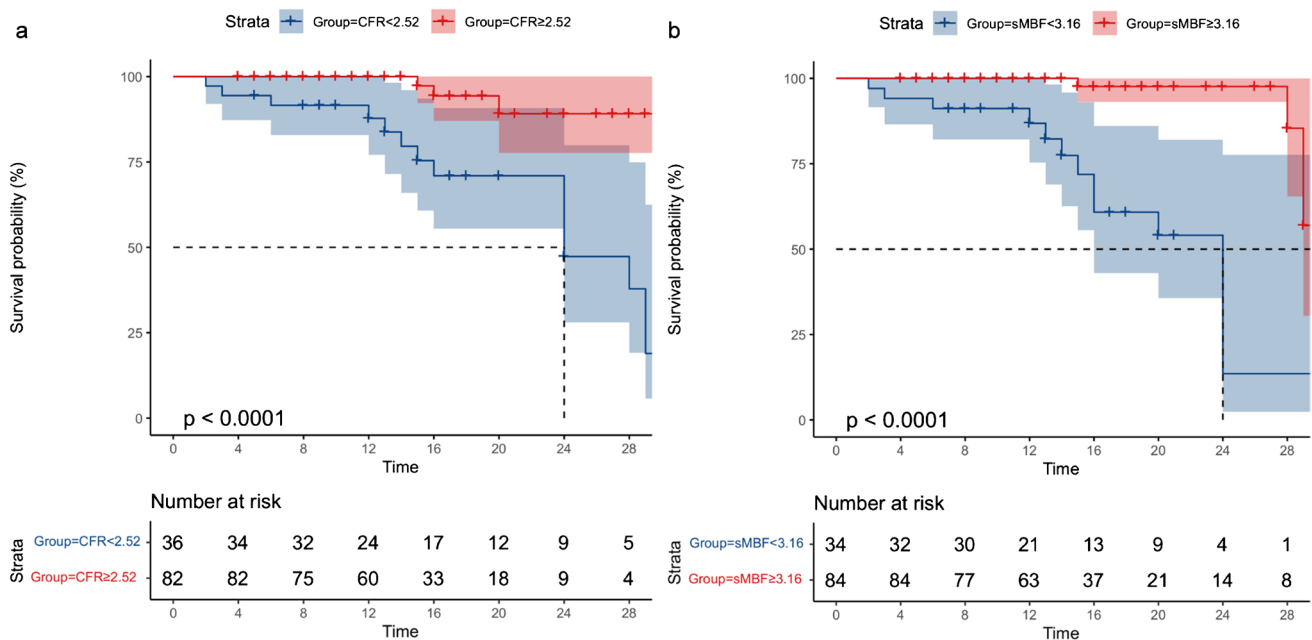 a
Strata Group=CFR<2.52 Group=CFR≥2.52
Survival probability (%)
100
75
50
25
0
p < 0.0001
0 4 8 12 16 20 24 28
Time
Number at risk
Strata
Group=CFR<2.52 36 34 32 24 17 12 9 5
Group=CFR≥2.52 82 82 75 60 33 18 9 4
0 4 8 12 16 20 24 28
Time
b
Strata Group=sMBF<3.16 Group=sMBF≥3.16
Survival probability (%)
100
75
50
25
0
p < 0.0001
0 4 8 12 16 20 24 28
Time
Number at risk
Strata
Group=sMBF<3.16 34 32 30 21 13 9 4 1
Group=sMBF≥3.16 84 84 77 63 37 21 14 8
0 4 8 12 16 20 24 28
Time